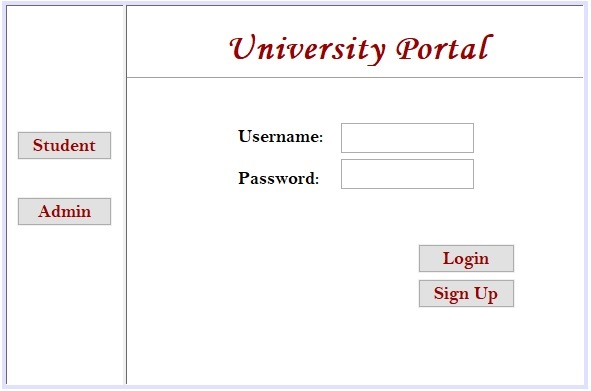 University Portal
Student
Admin
Username:
Password:
Login
Sign Up